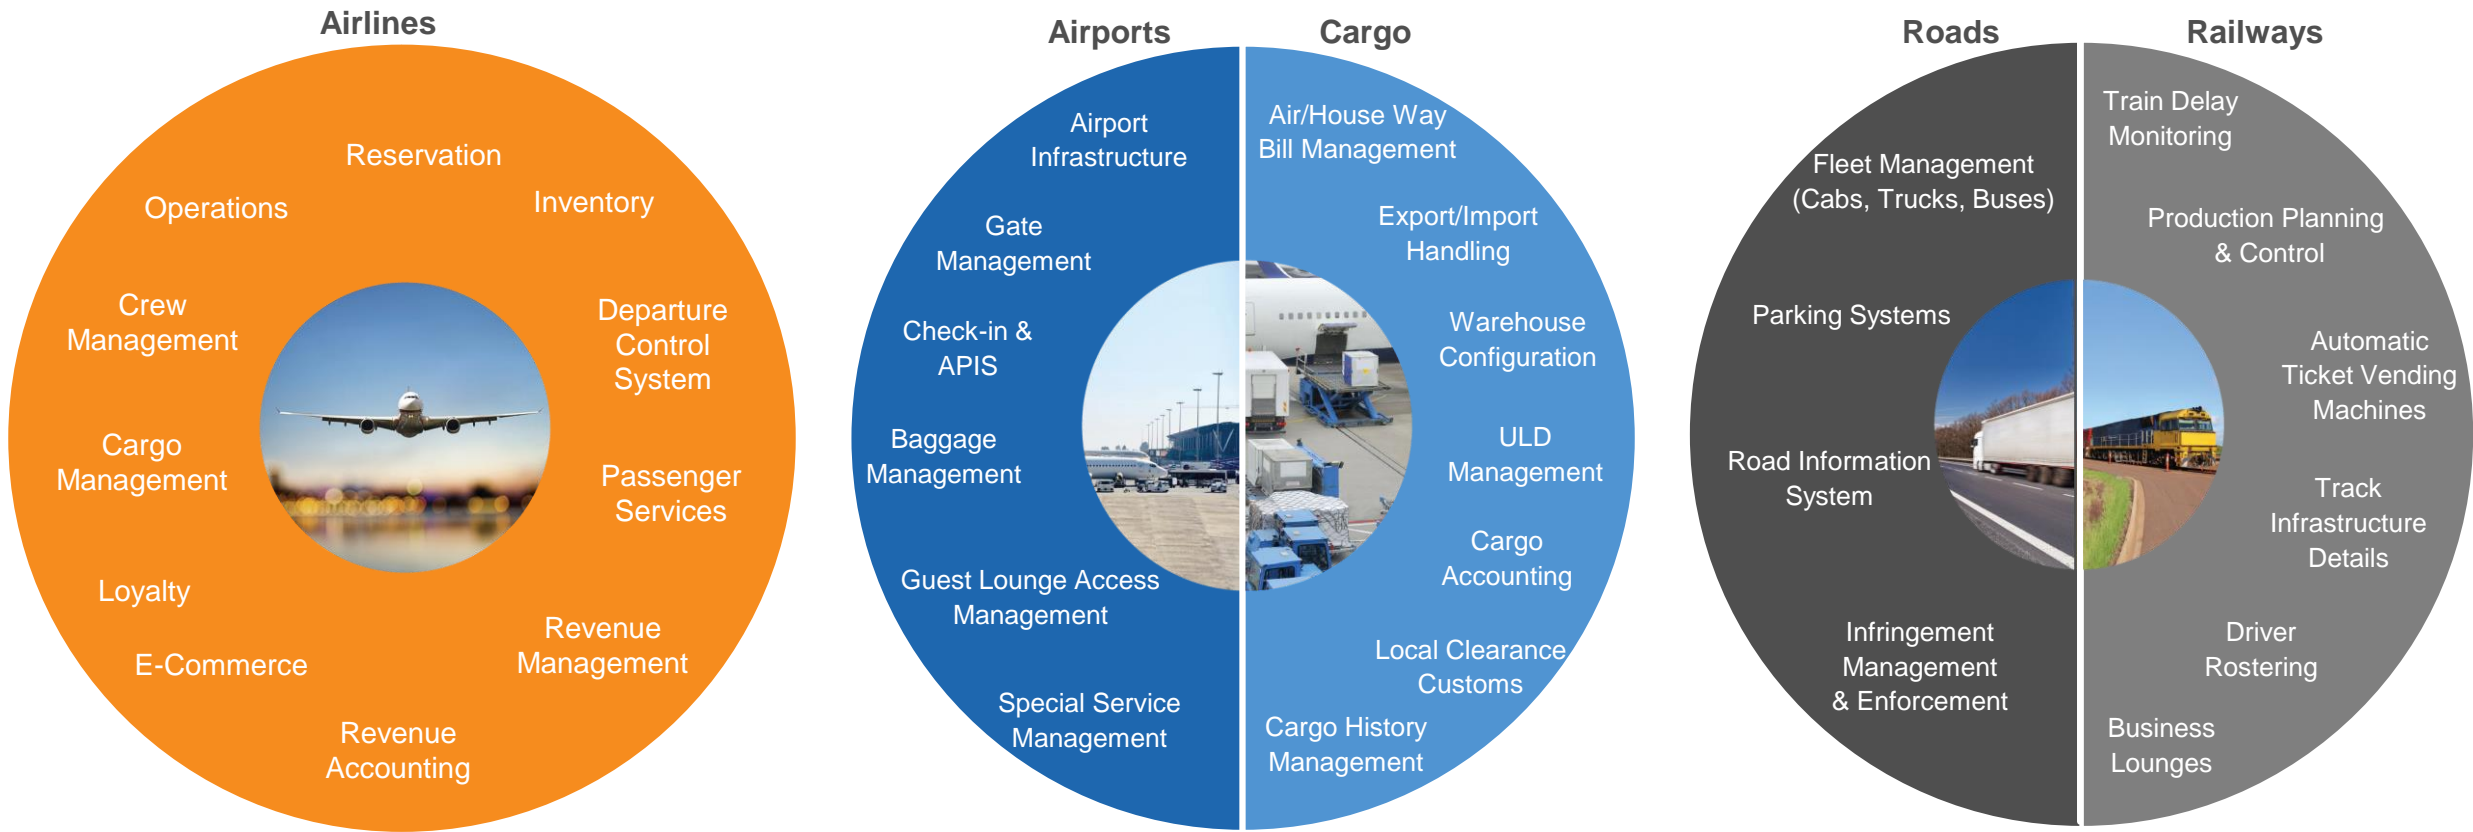 Airlines
Reservation
Operations
Inventory
Crew
Management
Departure
Control
System
Cargo
Management
Passenger
Services
Loyalty
Revenue
Management
E-Commerce
Revenue
Accounting
Airports
Airport
Infrastructure
Gate
Management
Check-in &
APIS
Baggage
Management
Guest Lounge Access
Management
Special Service
Management
Cargo
Air/House Way
Bill Management
Export/Import
Handling
Warehouse
Configuration
ULD
Management
Cargo
Accounting
Local Clearance
Customs
Cargo History
Management
Roads
Fleet Management
(Cabs, Trucks, Buses)
Parking Systems
Road Information
System
Infringement
Management
& Enforcement
Railways
Train Delay
Monitoring
Production Planning
& Control
Automatic
Ticket Vending
Machines
Track
Infrastructure
Details
Driver
Rostering
Business
Lounges